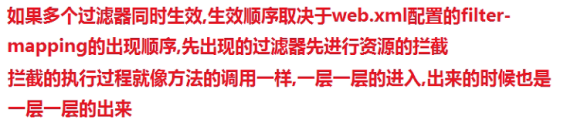 如果多个过滤器同时生效,生效顺序取决于web.xml配置的filter-
mapping的出现顺序,先出现的过滤器先进行资源的拦截
拦截的执行过程就像方法的调用一样,一层一层的进入,出来的时候也是
一层一层的出来